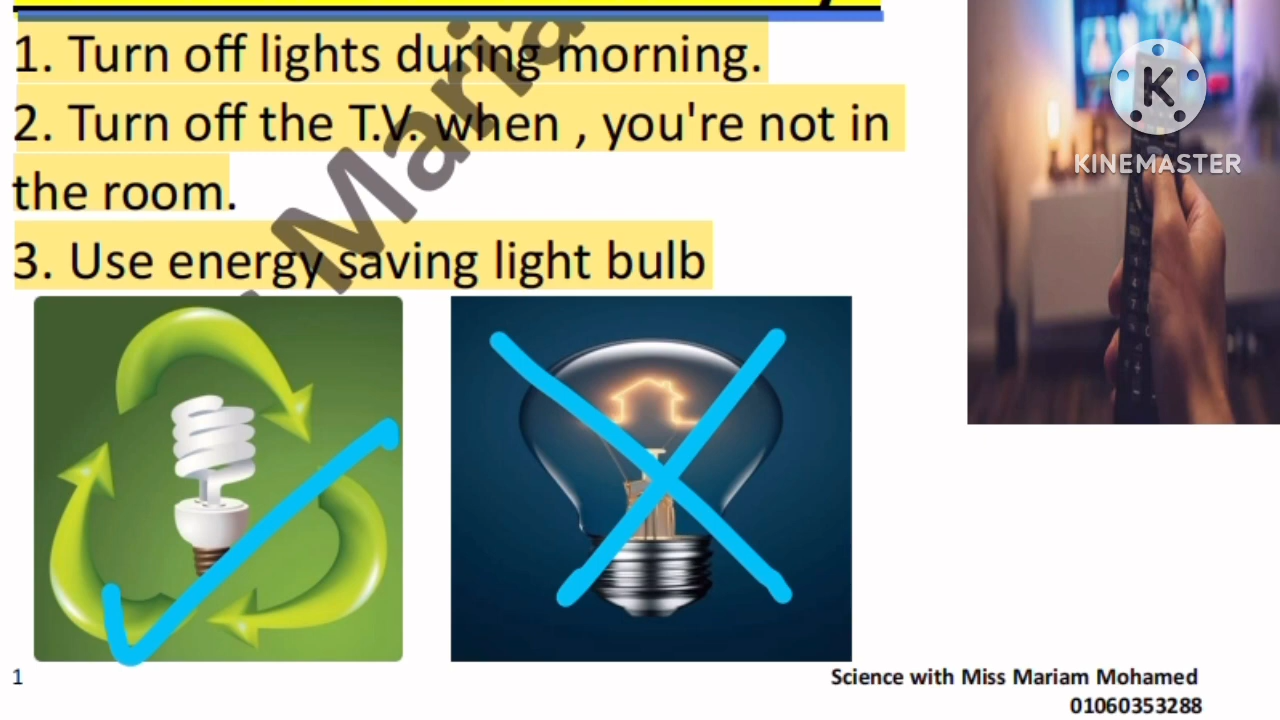 1. Turn off lights during morning.
2. Turn off the T.V. when , you're not in
the room.
3. Use energy saving light bulb
Maria
K
KINEMASTER
1
Science with Miss Mariam Mohamed
01060353288